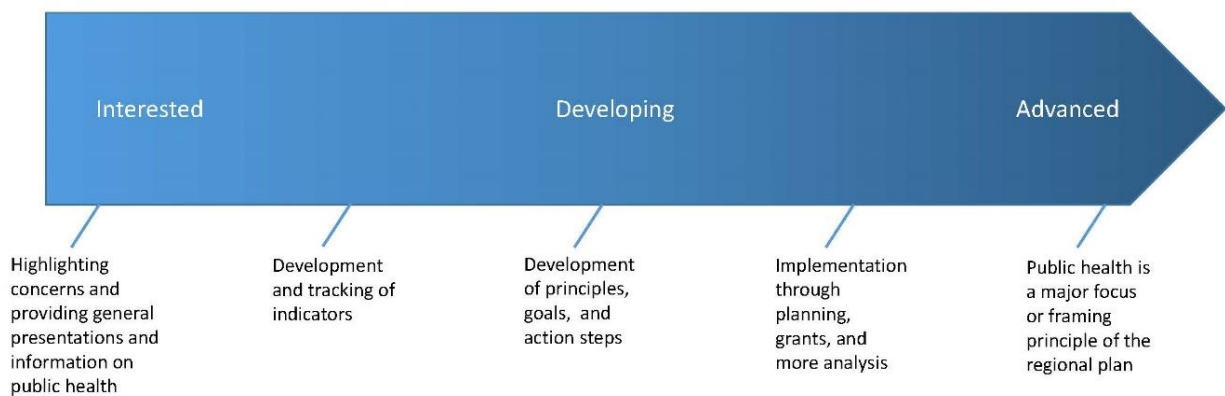 Interested
Developing
Advanced
Highlighting
concerns and
providing general
presentations and
information on
public health
Development
and tracking of
indicators
Development
of principles,
goals, and
action steps
Implementation
through
planning,
grants, and
more analysis
Public health is
a major focus
or framing
principle of the
regional plan